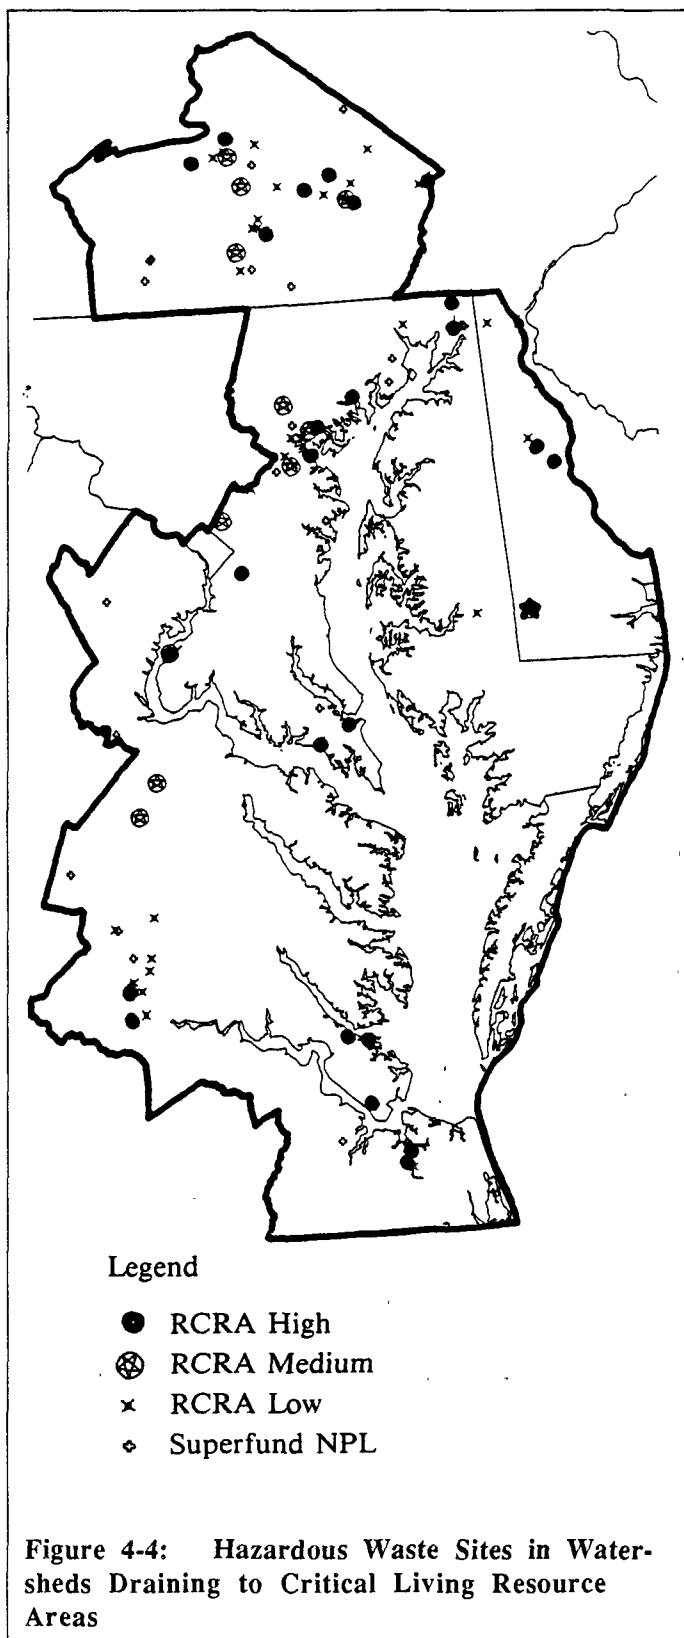 Legend
RCRA High
RCRA Medium
RCRA Low
Superfund NPL
Figure 4-4: Hazardous Waste Sites in Water-
sheds Draining to Critical Living Resource
Areas